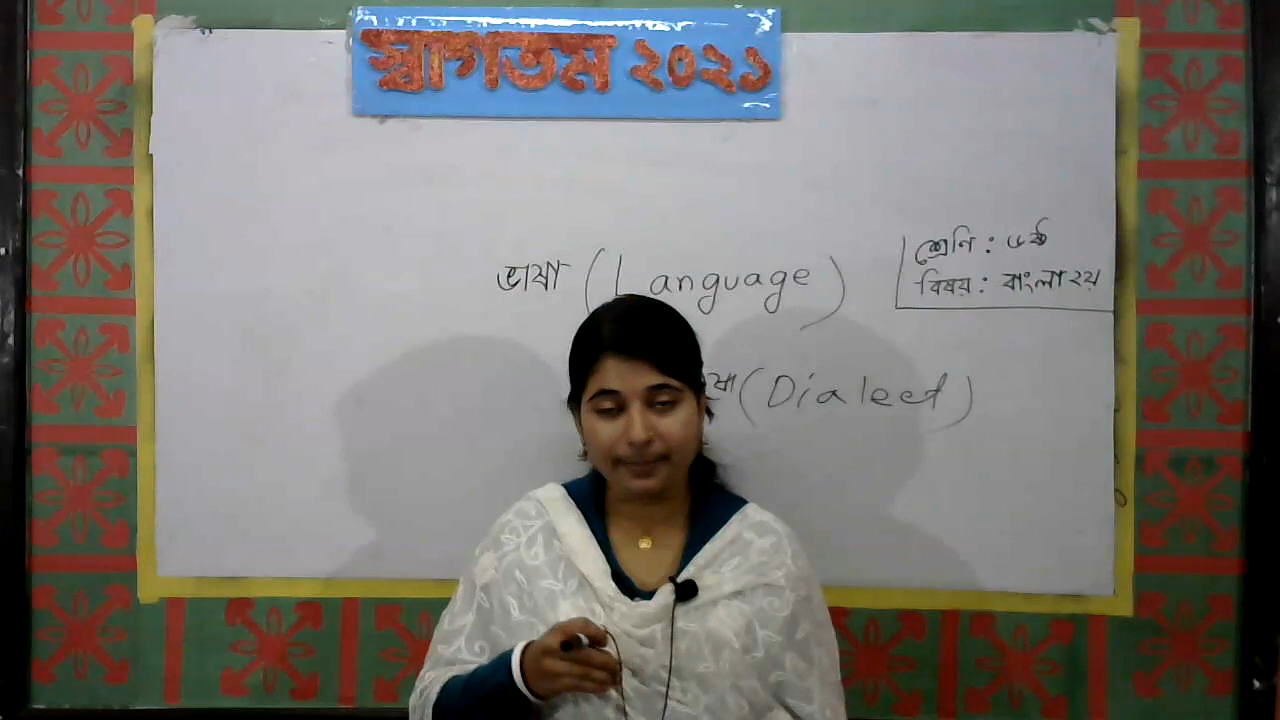 স্বাগতম ২০২১
শ্রেণি : ৬ষ্ঠ
বিষয় : বাংলা ২য়
ভাষা (Language)
(Dialect)